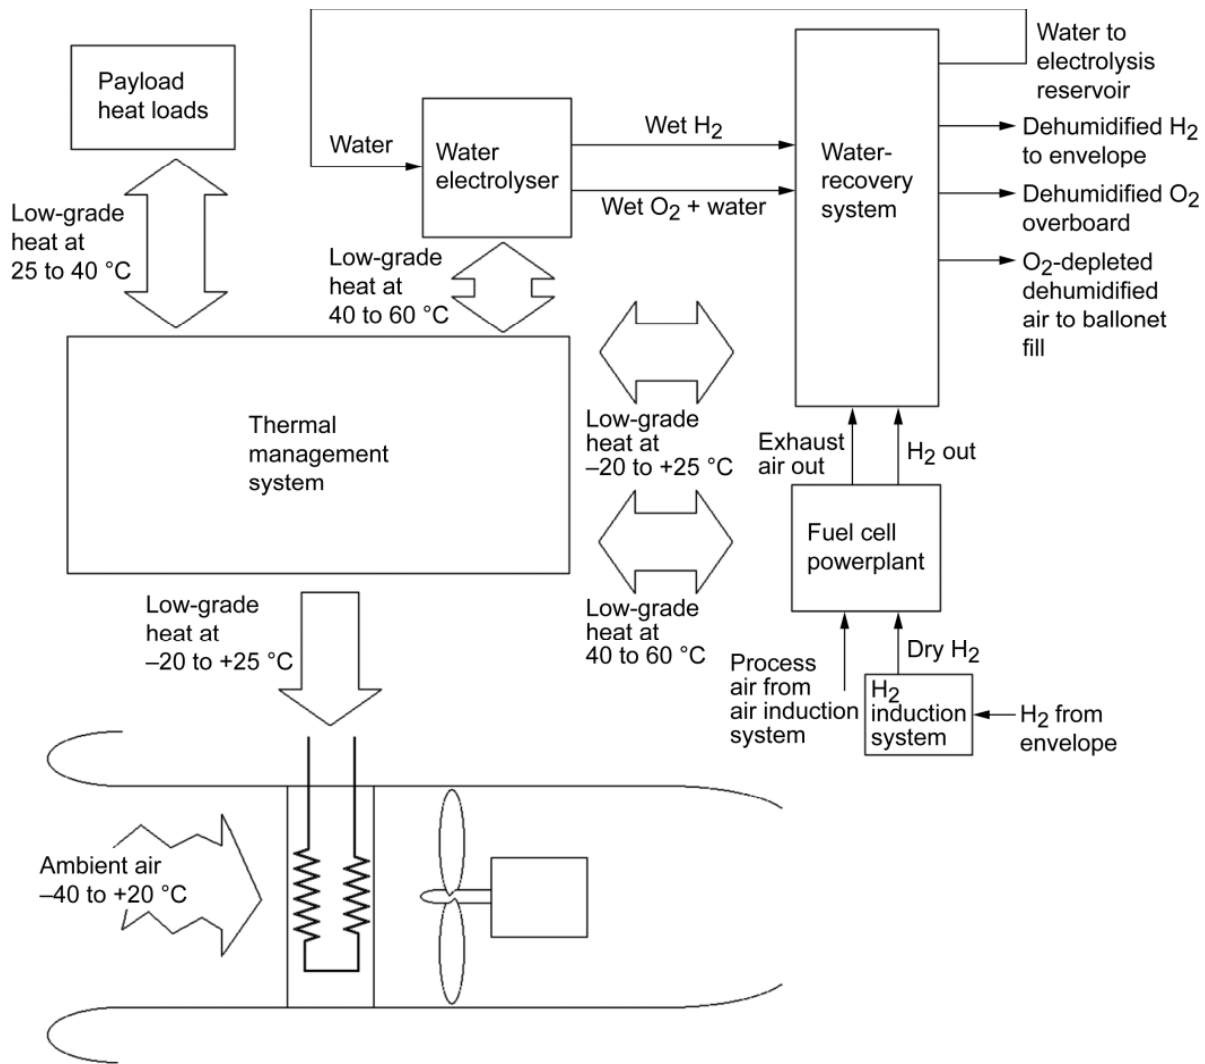 Payload
heat loads
Low-grade
heat at
25 to 40 °C
Water
Water
electrolyser
Wet H2
Wet O2 + water
Water-
recovery
system
Water to
electrolysis
reservoir
Dehumidified H2
to envelope
Dehumidified O2
overboard
O2-depleted
dehumidified
air to ballonet
fill
Low-grade
heat at
40 to 60 °C
Thermal
management
system
Low-grade
heat at
–20 to +25 °C
Exhaust
air out
H2 out
Fuel cell
powerplant
Low-grade
heat at
40 to 60 °C
Process
air from
air induction
system
Dry H2
H2
induction
system
H2 from
envelope
Low-grade
heat at
–20 to +25 °C
Ambient air
–40 to +20 °C